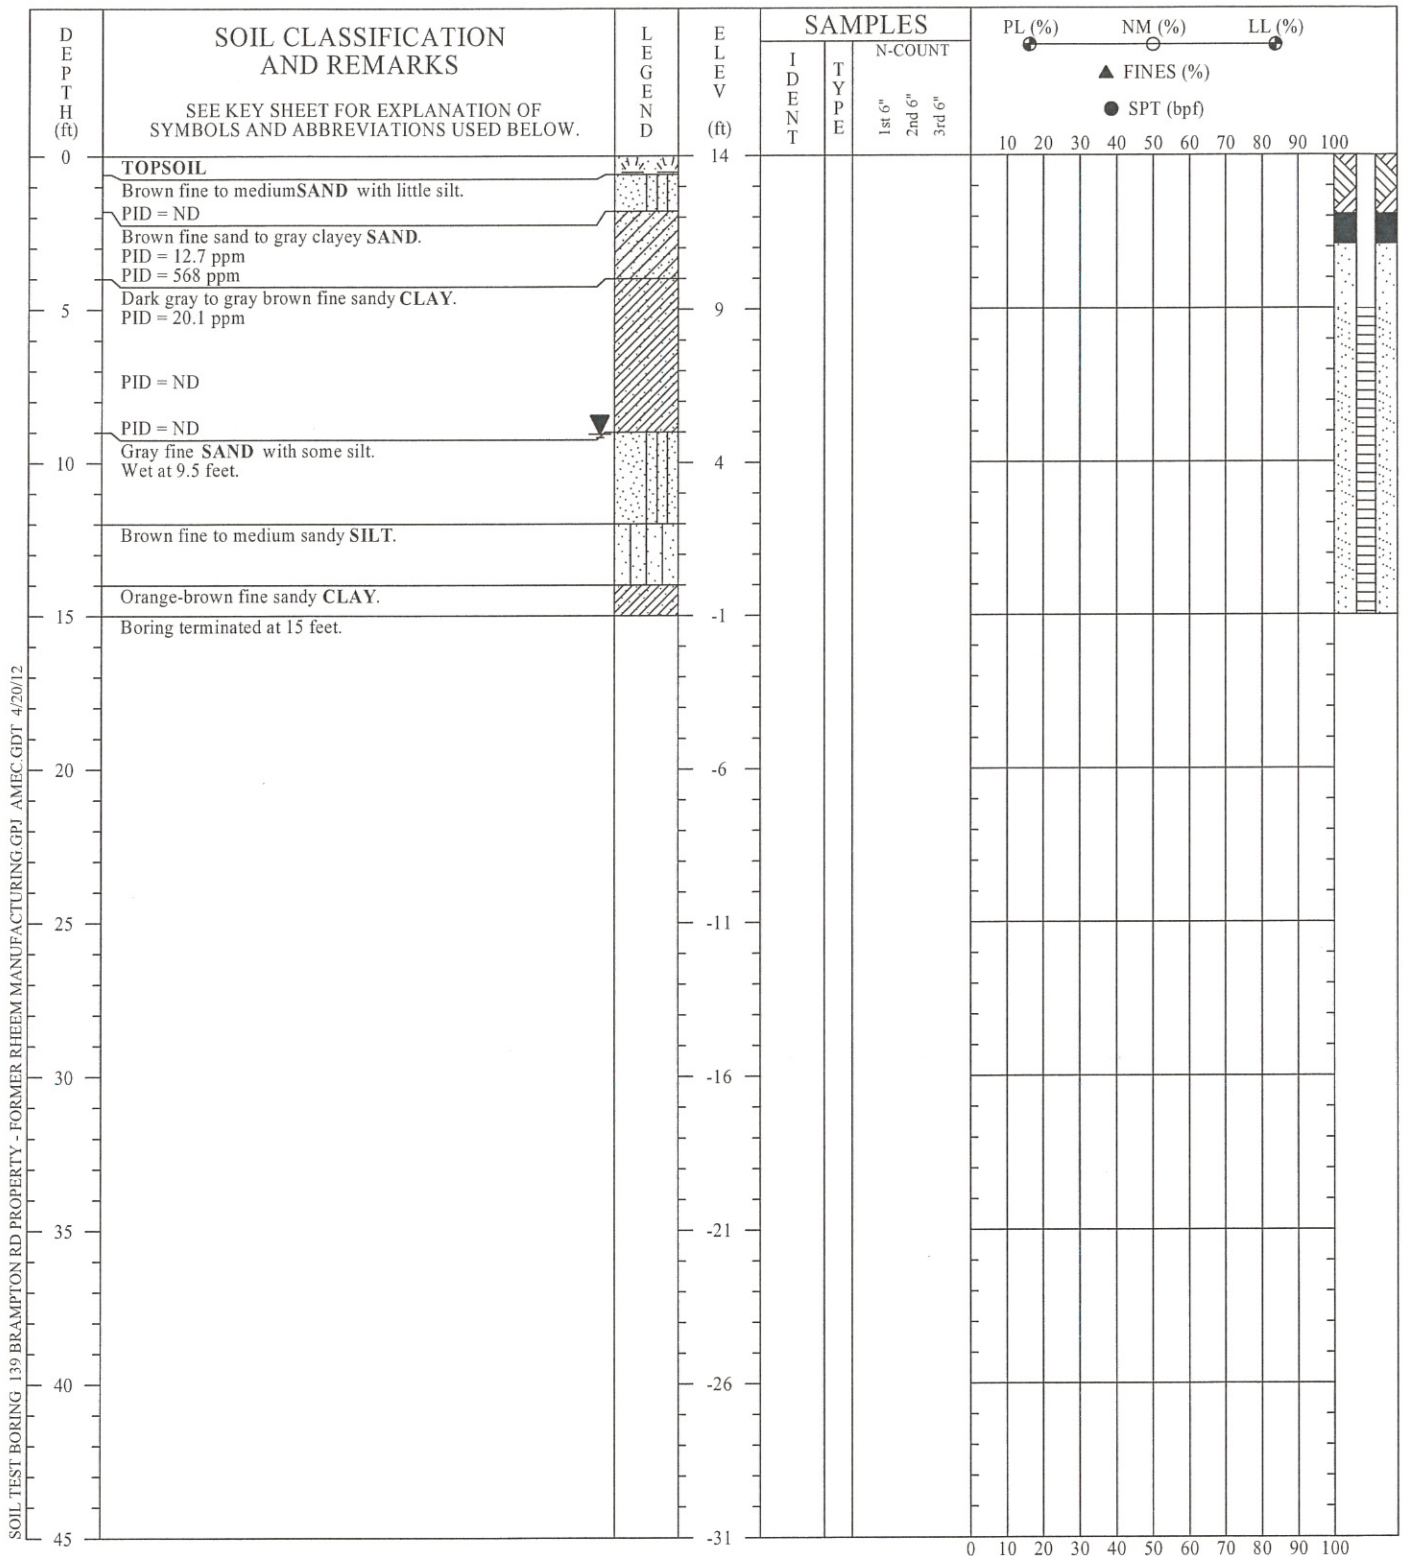 DEPTH (ft)
SOIL CLASSIFICATION
AND REMARKS
SEE KEY SHEET FOR EXPLANATION OF
SYMBOLS AND ABBREVIATIONS USED BELOW.
LEGEND
ELEV (ft)
SAMPLES
IDENT
TYPE
N-COUNT
1st 6"
2nd 6"
3rd 6"
PL (%) NM (%) LL (%)
FINES (%)
SPT (bpf)
10 20 30 40 50 60 70 80 90 100
0 14
TOPSOIL
Brown fine to mediumSAND with little silt.
PID = ND
Brown fine sand to gray clayey SAND.
PID = 12.7 ppm
PID = 568 ppm
Dark gray to gray brown fine sandy CLAY.
5 9
PID = 20.1 ppm
PID = ND
PID = ND
Gray fine SAND with some silt.
10 4
Wet at 9.5 feet.
Brown fine to medium sandy SILT.
Orange-brown fine sandy CLAY.
15 -1
Boring terminated at 15 feet.
20 -6
25 -11
30 -16
35 -21
40 -26
45 -31
0 10 20 30 40 50 60 70 80 90 100
SOIL TEST BORING 139 BRAMPTON RD PROPERTY - FORMER RHEEM MANUFACTURING.GPJ AMEC.GDT 4/20/12